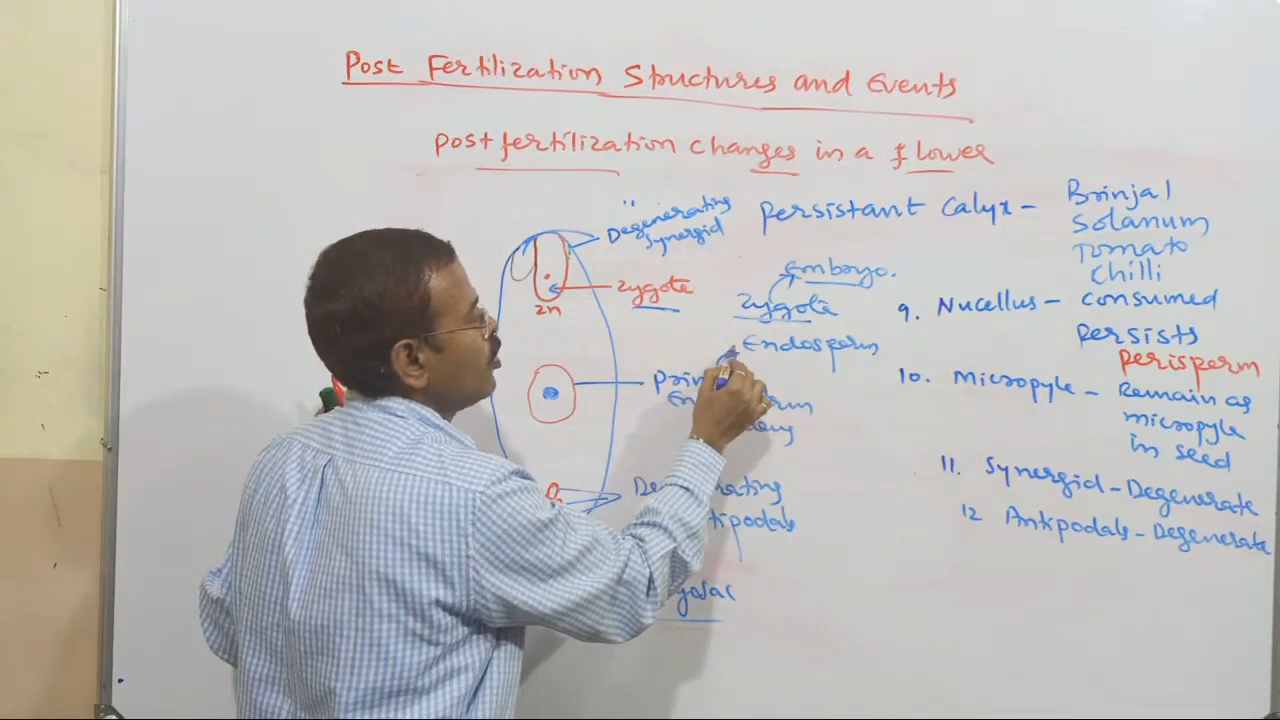 Post Fertilization Structures and Events
Post fertilization changes in a flower
Degenerating
Synergid
zygote
2n
Endosperm
Degenerating
Antipodals
Persistant Calyx - Brinjal
Solanum
Tomato
Chilli
Embryo.
Zygote
9. Nucellus - consumed
Persists
Perisperm
10. Micropyle - Remain as
micropyle
in seed
11. Synergid - Degenerate
12 Antipodals - Degenerate